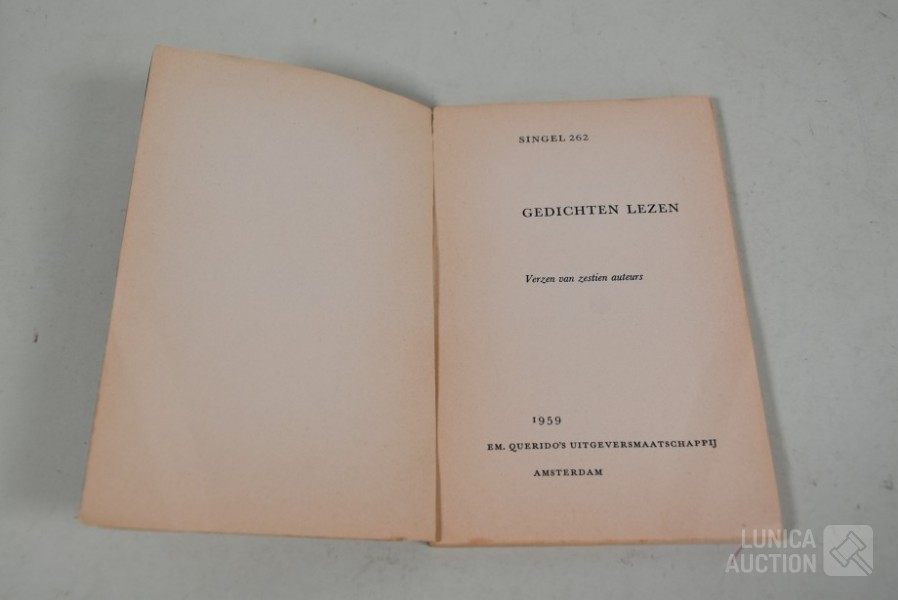 SINGEL 262
GEDICHTEN LEZEN
Verzen van zestien auteurs
1959
EM. QUERIDO'S UITGEVERSMAATSCHAPPIJ
AMSTERDAM
LUNICA
AUCTION